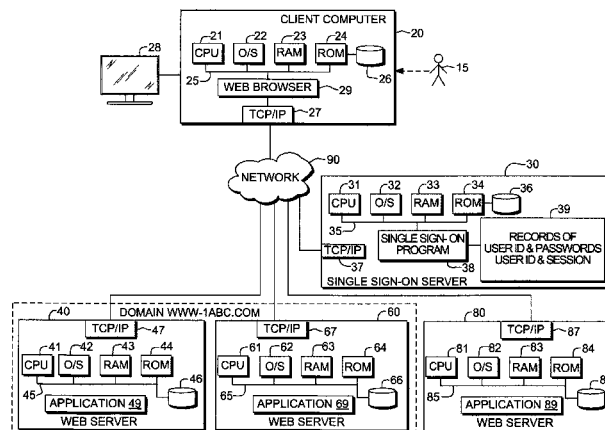 CLIENT COMPUTER
20
21 22 23 24
28
CPU O/S RAM ROM
15
25
26
WEB BROWSER
29
27
TCP/IP
90
NETWORK
30
31 32 33 34
36
CPU O/S RAM ROM
39
35
SINGLE SIGN-ON PROGRAM
38
RECORDS OF
USER ID & PASSWORDS
USER ID & SESSION
TCP/IP
37
SINGLE SIGN-ON SERVER
DOMAIN WWW-1ABC.COM
40 60 80
TCP/IP
47
TCP/IP
67
TCP/IP
87
41 42 43 44
61 62 63 64
81 82 83 84
CPU O/S RAM ROM
CPU O/S RAM ROM
CPU O/S RAM ROM
45 46
65 66
85
APPLICATION 49
APPLICATION 69
APPLICATION 89
WEB SERVER
WEB SERVER
WEB SERVER